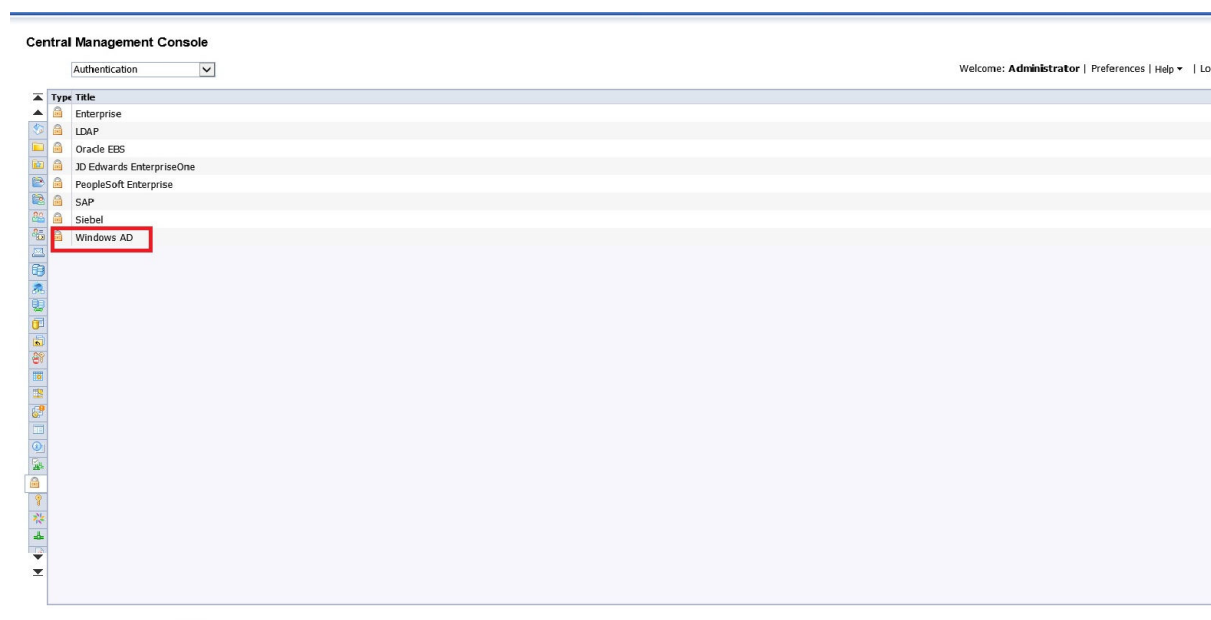 Central Management Console
Authentication
Welcome: Administrator | Preferences | Help | Lo
Type Title
Enterprise
LDAP
Oracle EBS
JD Edwards EnterpriseOne
PeopleSoft Enterprise
SAP
Siebel
Windows AD